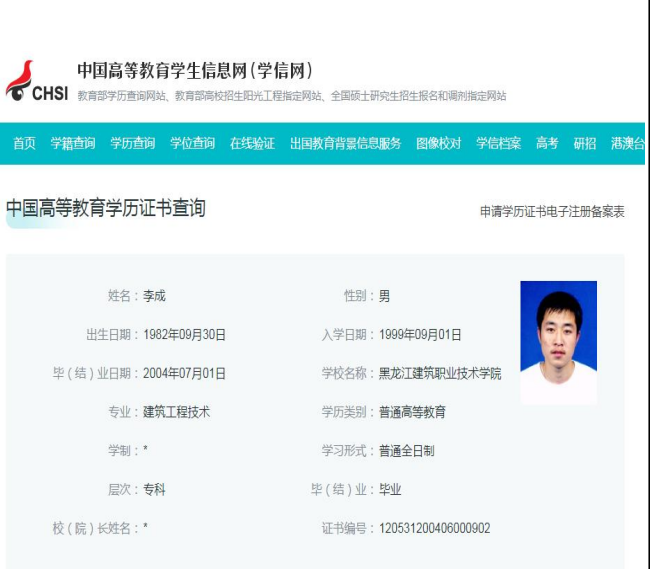 中国高等教育学生信息网(学信网)
CHSI 教育部学历查询网站、教育部高校招生阳光工程指定网站、全国硕士研究生招生报名和调剂指定网站
首页 学籍查询 学历查询 学位查询 在线验证 出国教育背景信息服务 图像校对 学信档案 高考 研招 港澳台
中国高等教育学历证书查询 申请学历证书电子注册备案表
姓名：李成 性别：男
出生日期：1982年09月30日 入学日期：1999年09月01日
毕（结）业日期：2004年07月01日 学校名称：黑龙江建筑职业技术学院
专业：建筑工程技术 学历类别：普通高等教育
学制：* 学习形式：普通全日制
层次：专科 毕（结）业：毕业
校（院）长姓名：* 证书编号：120531200406000902